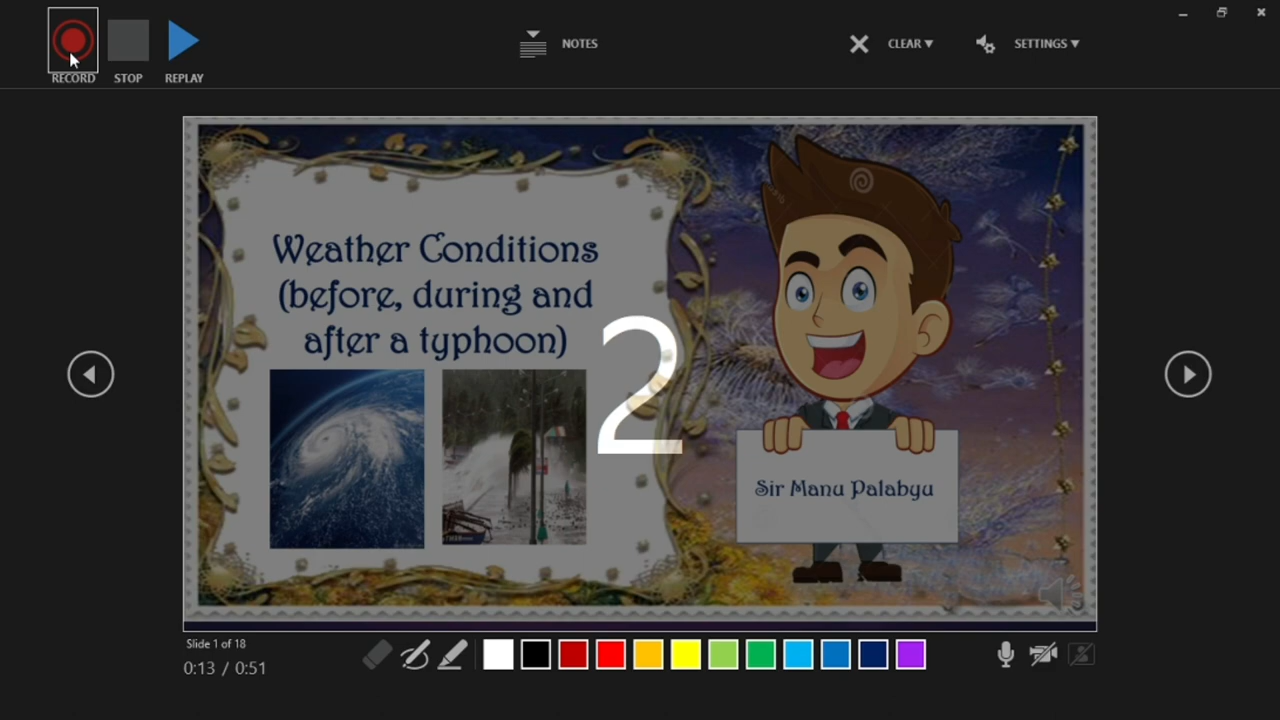 RECORD
STOP
REPLAY
NOTES
CLEAR
SETTINGS
Weather Conditions
(before, during and
after a typhoon)
2
Sir Manu Palabyu
Slide 1 of 18
0:13 / 0:51